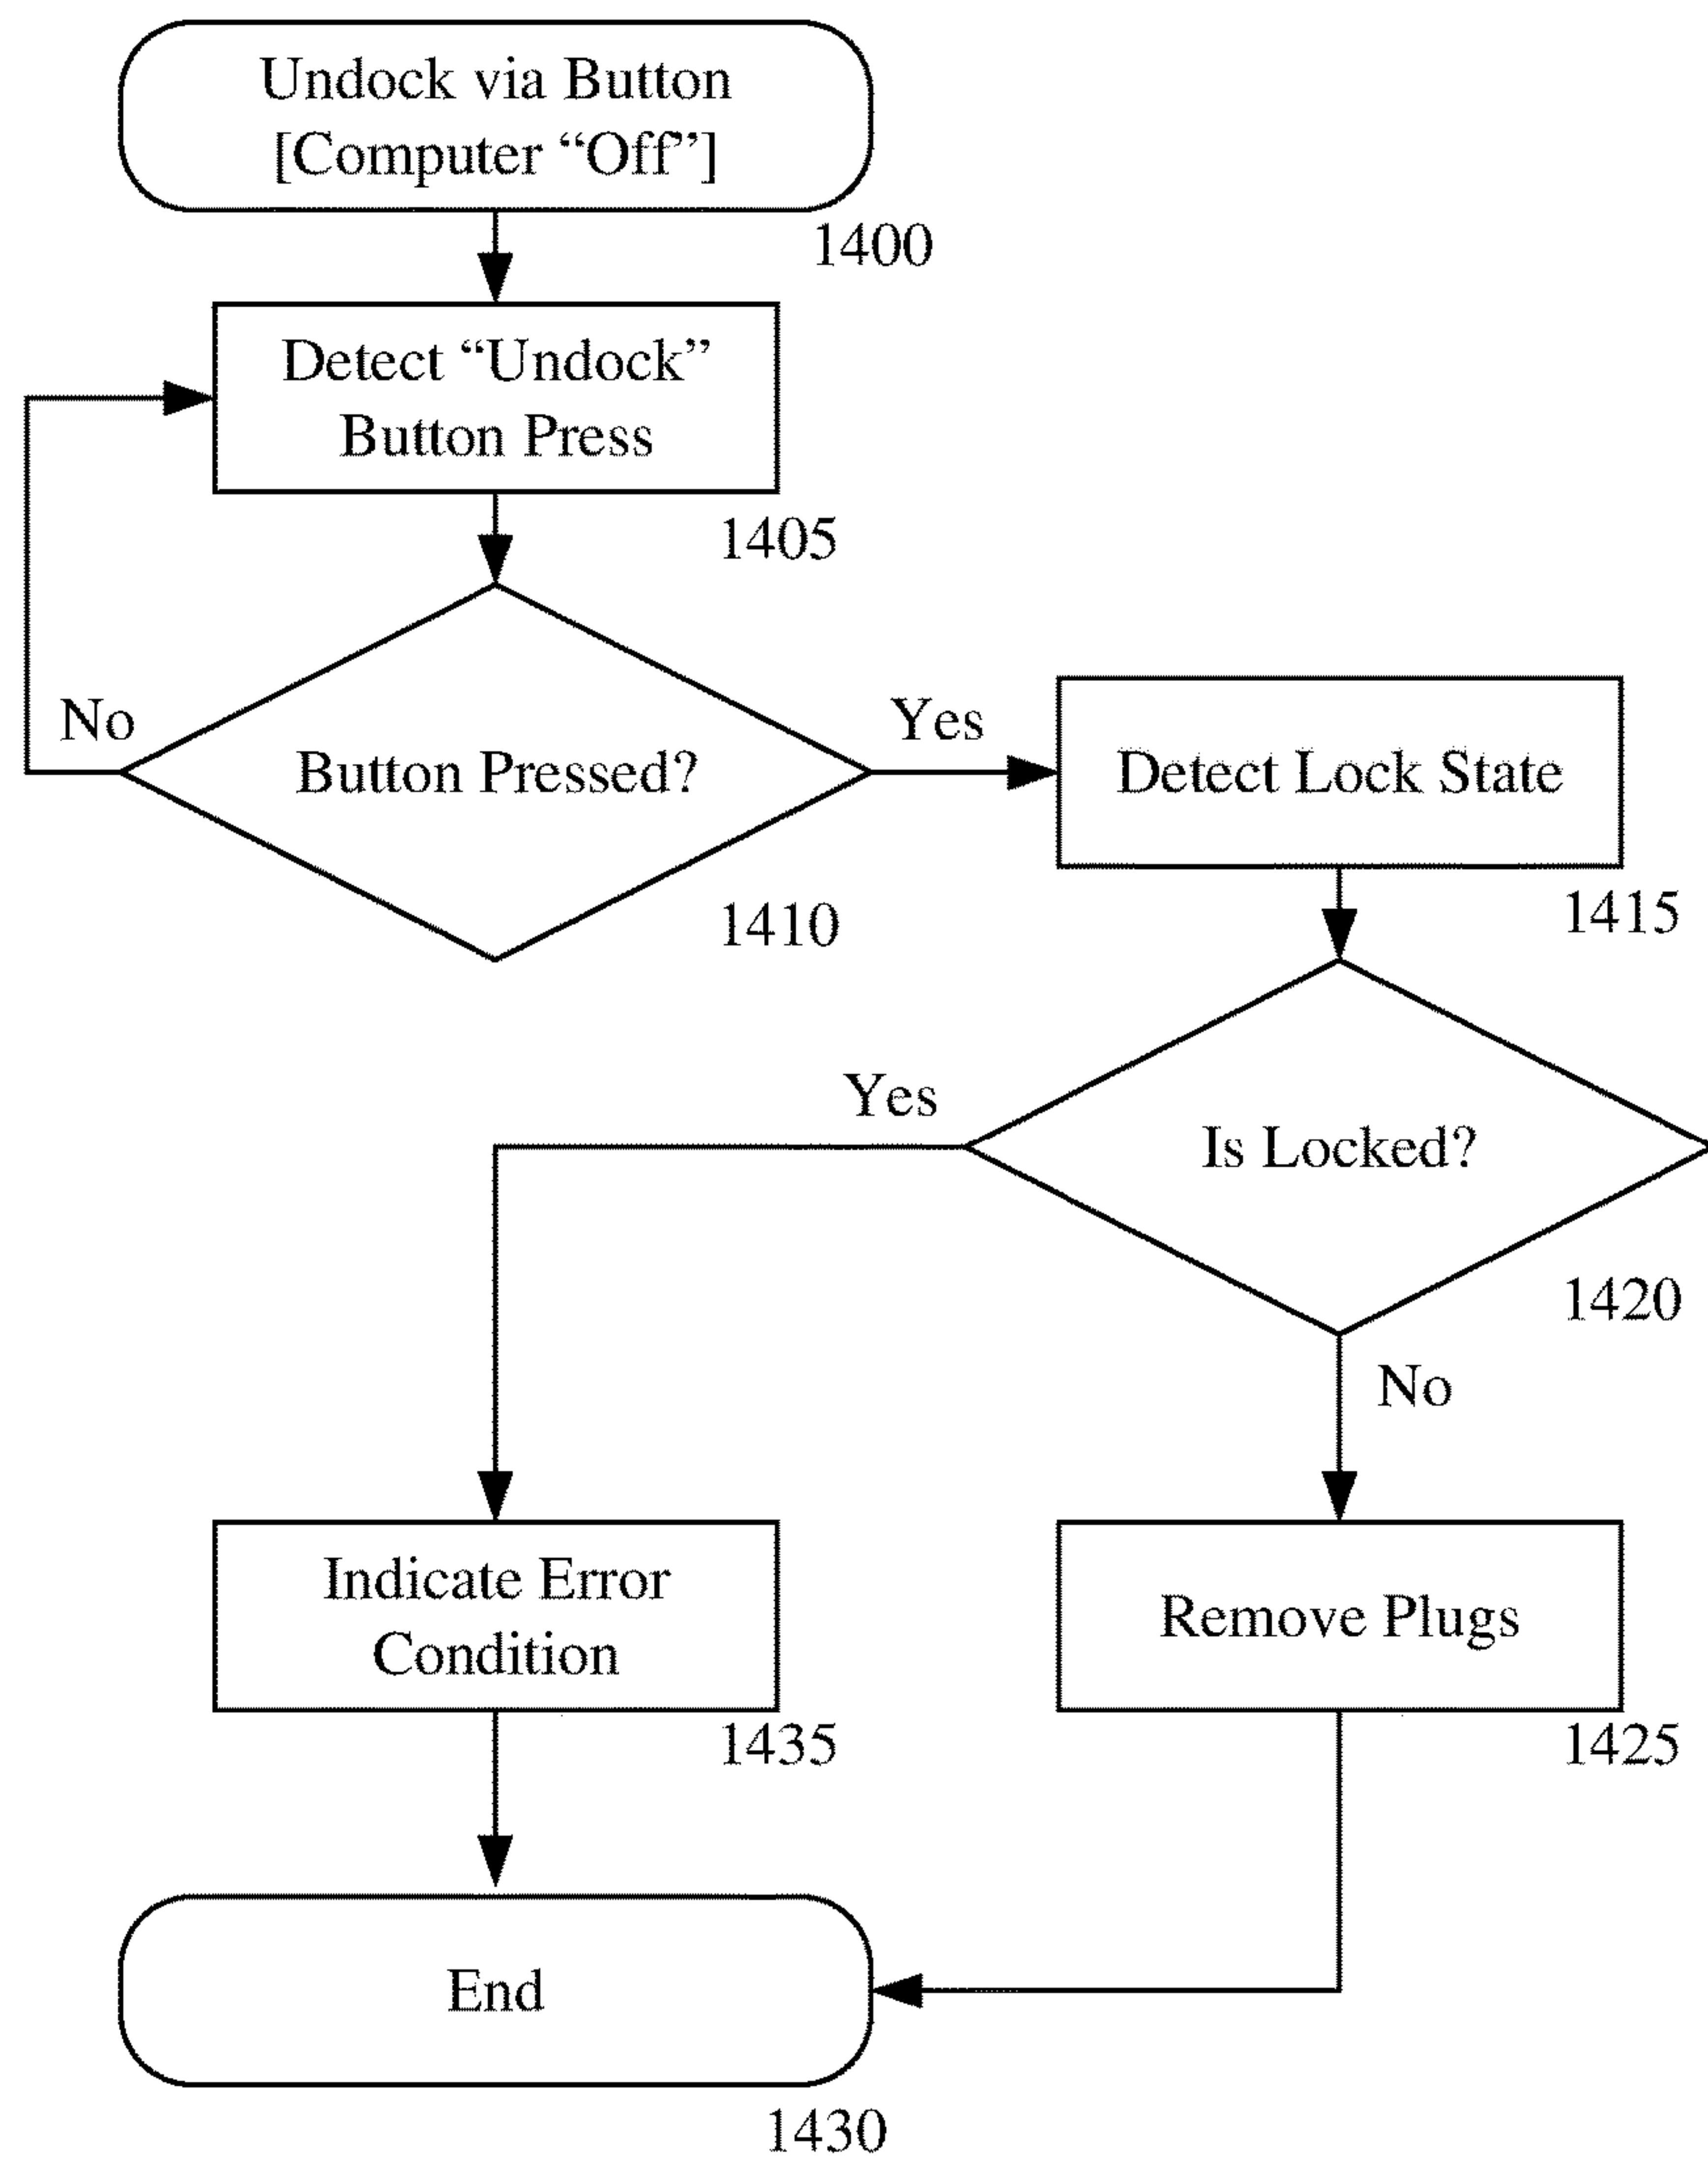 Undock via Button
[Computer “Off”]
1400
Detect “Undock”
Button Press
1405
No
Button Pressed?
Yes
1410
Detect Lock State
1415
Yes
Is Locked?
1420
No
Indicate Error
Condition
1435
Remove Plugs
1425
End
1430